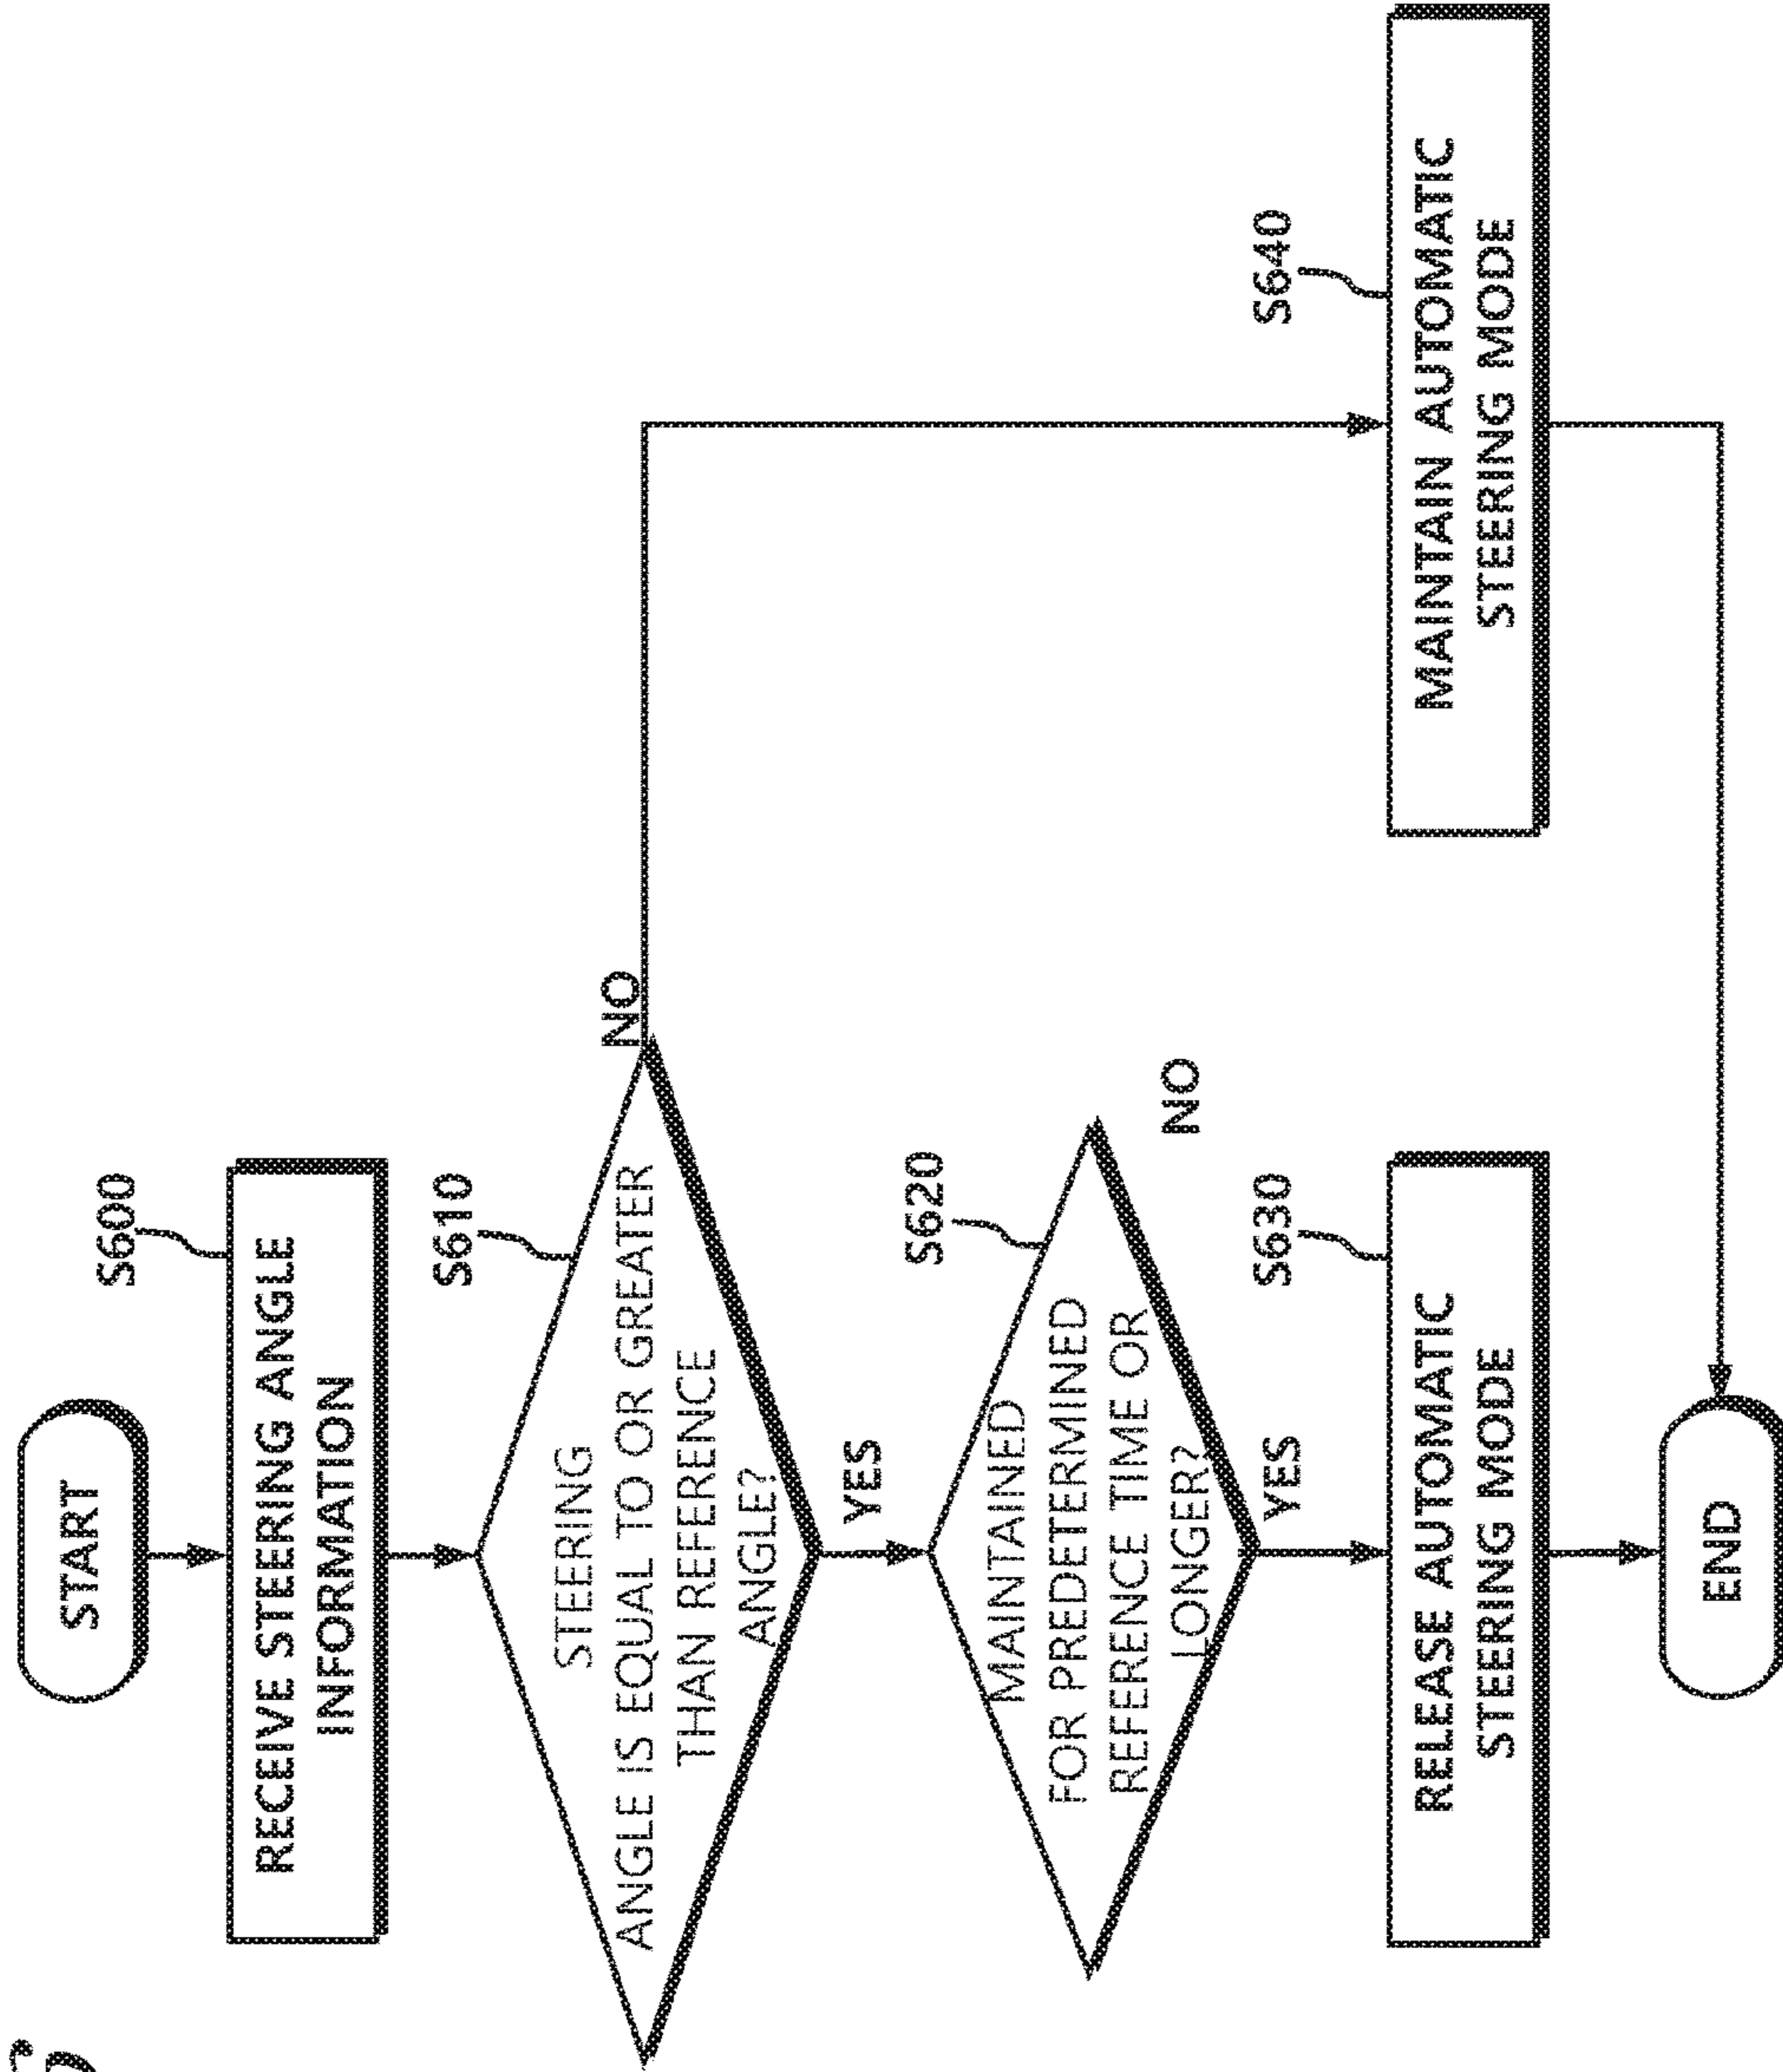 START
S600
RECEIVE STEERING ANGLE
INFORMATION
S610
STEERING
ANGLE IS EQUAL TO OR GREATER
THAN REFERENCE
ANGLE?
NO
YES
S620
MAINTAINED
FOR PREDETERMINED
REFERENCE TIME OR
LONGER?
NO
YES
S630
RELEASE AUTOMATIC
STEERING MODE
S640
MAINTAIN AUTOMATIC
STEERING MODE
END